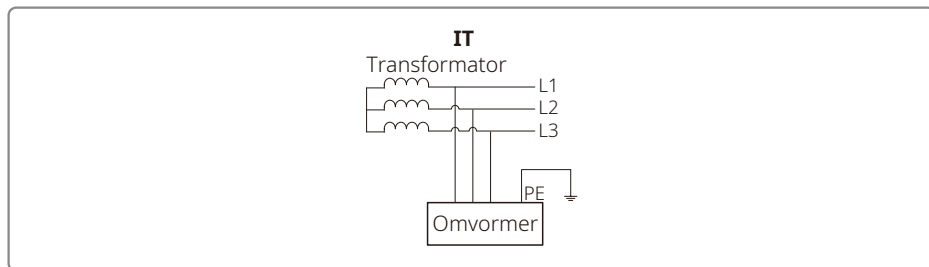 IT
Transformator
L1
L2
L3
PE
Omvormer